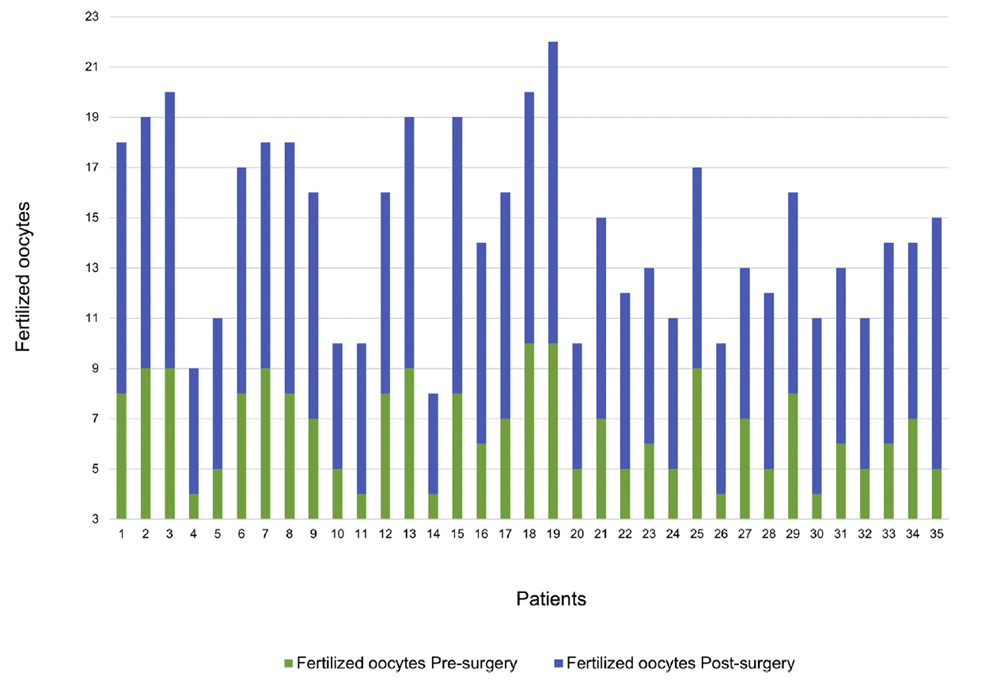 23
21
19
17
15
13
11
9
7
5
3
Fertilized oocytes
1 2 3 4 5 6 7 8 9 10 11 12 13 14 15 16 17 18 19 20 21 22 23 24 25 26 27 28 29 30 31 32 33 34 35
Patients
Fertilized oocytes Pre-surgery Fertilized oocytes Post-surgery